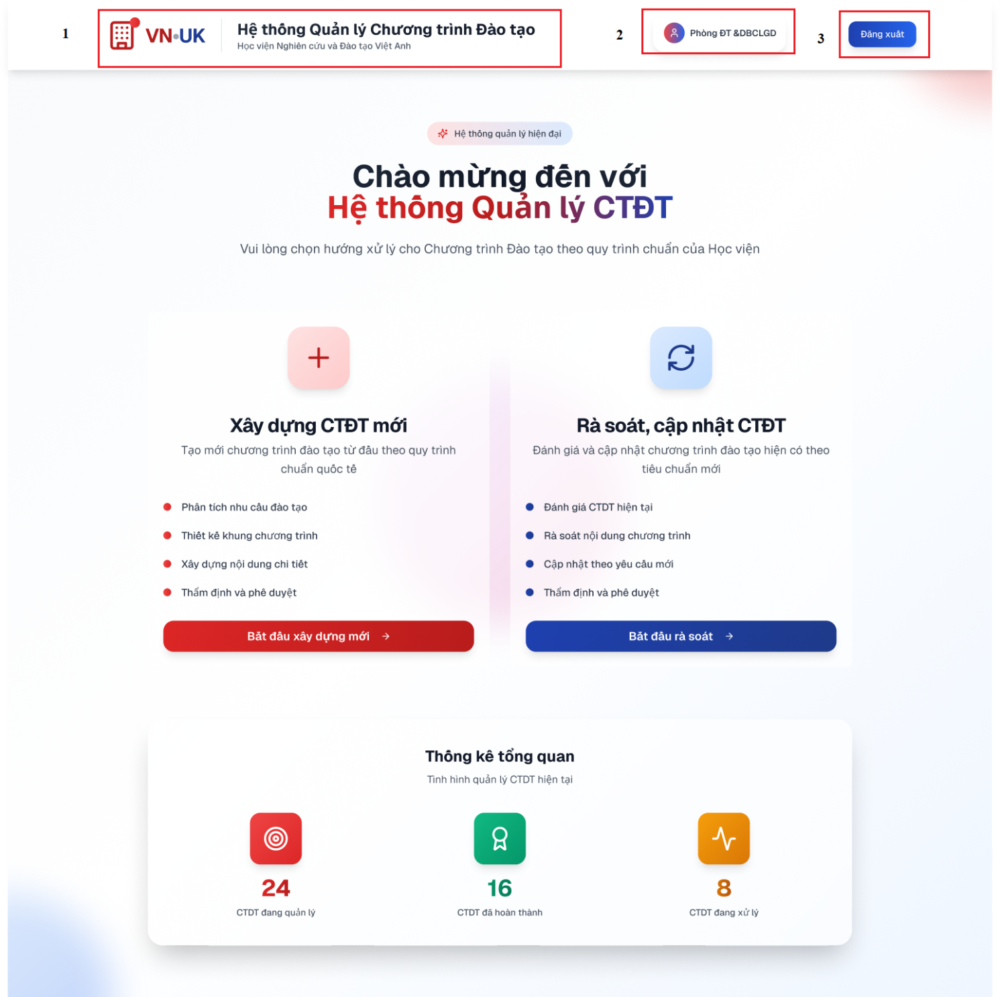 1
VN•UK
Hệ thống Quản lý Chương trình Đào tạo
Học viện Nghiên cứu và Đào tạo Việt Anh
2
Phòng ĐT &DBCLGD
3
Đăng xuất
Hệ thống quản lý hiện đại
Chào mừng đến với
Hệ thống Quản lý CTĐT
Vui lòng chọn hướng xử lý cho Chương trình Đào tạo theo quy trình chuẩn của Học viện
Xây dựng CTĐT mới
Tạo mới chương trình đào tạo từ đầu theo quy trình
chuẩn quốc tế
Phân tích nhu cầu đào tạo
Thiết kế khung chương trình
Xây dựng nội dung chi tiết
Thẩm định và phê duyệt
Bắt đầu xây dựng mới →
Rà soát, cập nhật CTĐT
Đánh giá và cập nhật chương trình đào tạo hiện có theo
tiêu chuẩn mới
Đánh giá CTDT hiện tại
Rà soát nội dung chương trình
Cập nhật theo yêu cầu mới
Thẩm định và phê duyệt
Bắt đầu rà soát →
Thống kê tổng quan
Tình hình quản lý CTDT hiện tại
24
CTDT đang quản lý
16
CTDT đã hoàn thành
8
CTDT đang xử lý